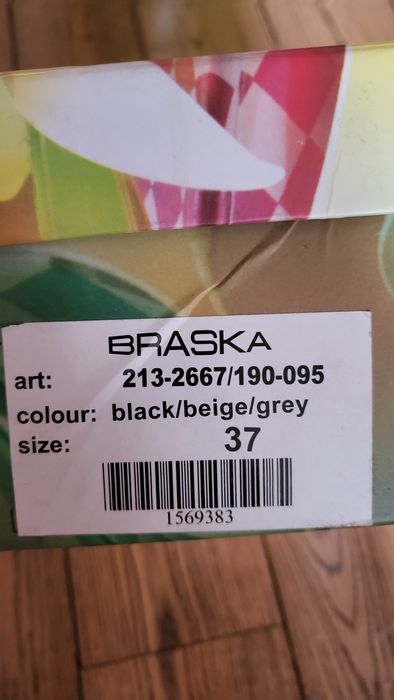 BRASKA
art: 213-2667/190-095
colour: black/beige/grey
size: 37
1569383